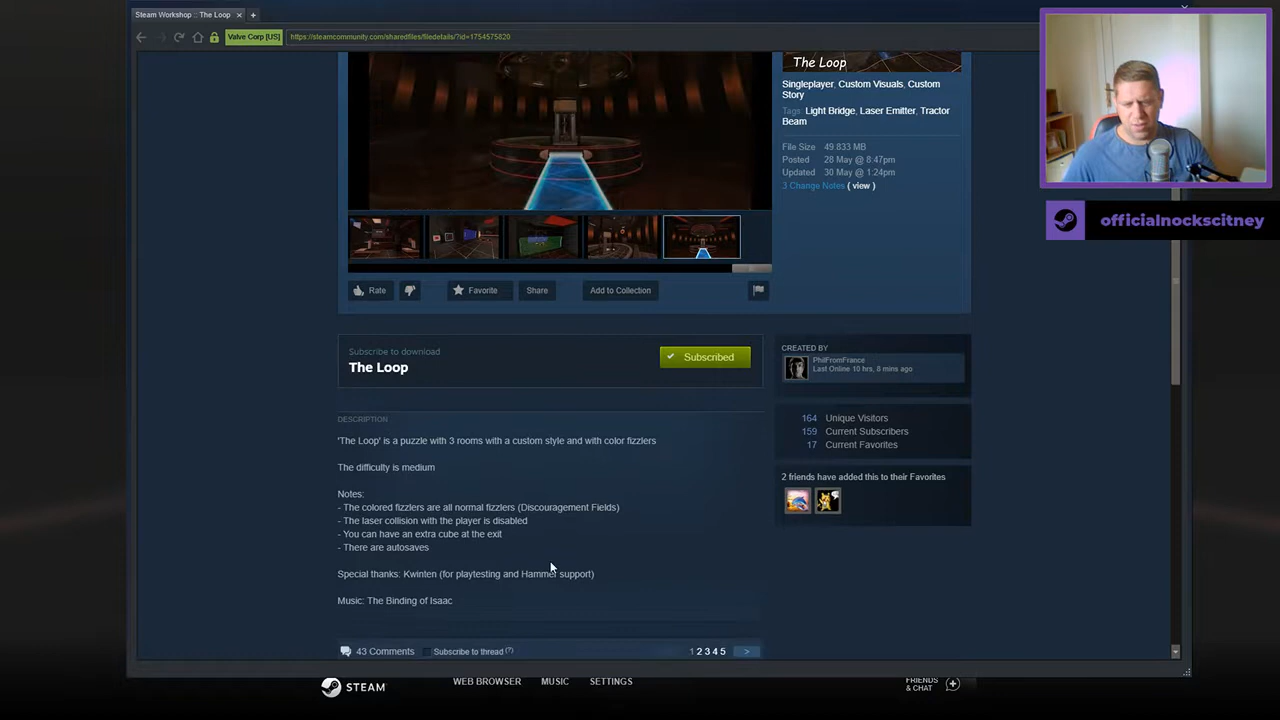 Steam Workshop :: The Loop
Valve Corp [US]
https://steamcommunity.com/sharedfiles/filedetails/?id=1754575820
The Loop
Singleplayer, Custom Visuals, Custom
Story
Tags: Light Bridge, Laser Emitter, Tractor
Beam
File Size 49.833 MB
Posted 28 May @ 8:47pm
Updated 30 May @ 1:24pm
3 Change Notes ( view )
officialnockscitney
Rate
Favorite
Share
Add to Collection
Subscribe to download
The Loop
Subscribed
CREATED BY
PhilFromFrance
Last Online 10 hrs, 8 mins ago
164 Unique Visitors
159 Current Subscribers
17 Current Favorites
2 friends have added this to their Favorites
DESCRIPTION
'The Loop' is a puzzle with 3 rooms with a custom style and with color fizzlers
The difficulty is medium
Notes:
- The colored fizzlers are all normal fizzlers (Discouragement Fields)
- The laser collision with the player is disabled
- You can have an extra cube at the exit
- There are autosaves
Special thanks: Kwinten (for playtesting and Hammer support)
Music: The Binding of Isaac
43 Comments
Subscribe to thread (?)
1 2 3 4 5 >
STEAM
WEB BROWSER
MUSIC
SETTINGS
FRIENDS
& CHAT